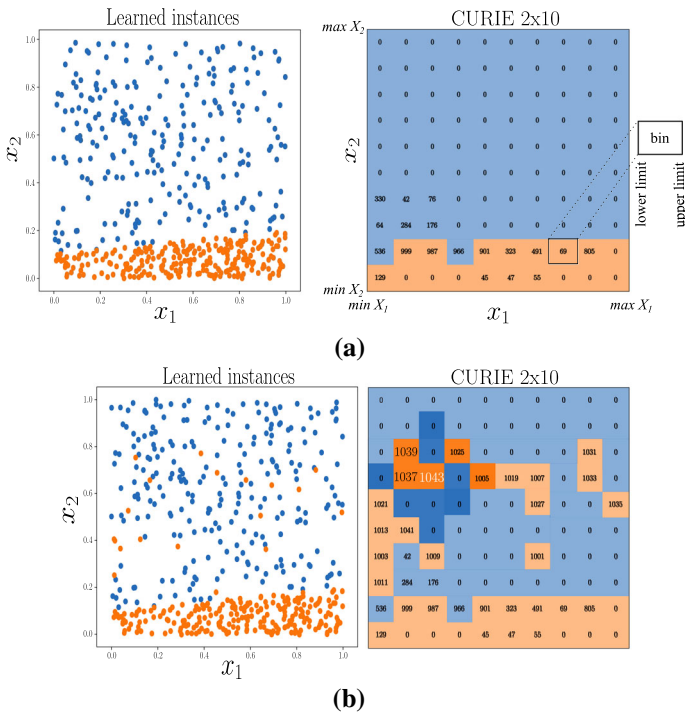 Learned instances
CURIE 2x10
max X2
1.0
0.8
0.6
0.4
0.2
0.0
x2
0.0 0.2 0.4 0.6 0.8 1.0
x1
x2
0 0 0 0 0 0 0 0 0 0
0 0 0 0 0 0 0 0 0 0
0 0 0 0 0 0 0 0 0 0
0 0 0 0 0 0 0 0 0 0
0 0 0 0 0 0 0 0 0 0
0 0 0 0 0 0 0 0 0 0
330 42 76 0 0 0 0 0 0 0
64 284 176 0 0 0 0 0 0 0
536 999 987 966 901 323 491 69 805 0
129 0 0 0 45 47 55 0 0 0
bin
lower limit
upper limit
min X2
min X1
max X1
x1
(a)
Learned instances
CURIE 2x10
1.0
0.8
0.6
0.4
0.2
0.0
x2
0.0 0.2 0.4 0.6 0.8 1.0
x1
0 0 0 0 0 0 0 0 0 0
0 0 0 0 0 0 0 0 0 0
0 1039 0 1025 0 0 0 0 1031 0
0 1037 1043 0 1005 1019 1007 0 1033 0
1021 0 0 0 0 0 1027 0 0 1035
1013 1041 0 0 0 0 0 0 0 0
1003 42 1009 0 0 0 1001 0 0 0
1011 284 176 0 0 0 0 0 0 0
536 999 987 966 901 323 491 69 805 0
129 0 0 0 45 47 55 0 0 0
(b)